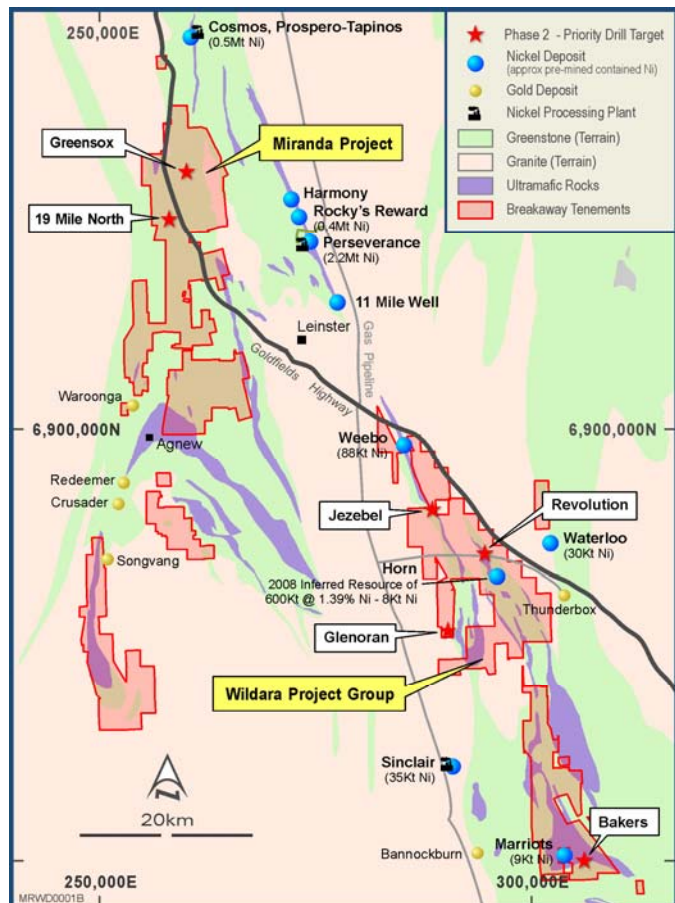 250,000E
Cosmos, Prospero-Tapinos
(0.5Mt Ni)
Phase 2 - Priority Drill Target
Nickel Deposit
(approx pre-mined contained Ni)
Gold Deposit
Nickel Processing Plant
Greenstone (Terrain)
Granite (Terrain)
Ultramafic Rocks
Breakaway Tenements
Greensox
Miranda Project
19 Mile North
Harmony
Rocky's Reward
(0.4Mt Ni)
Perseverance
(2.2Mt Ni)
11 Mile Well
Leinster
Gas Pipeline
Goldfields Highway
Waroonga
6,900,000N
6,900,000N
Agnew
Weebo
(88Kt Ni)
Redeemer
Crusader
Jezebel
Revolution
Waterloo
(30Kt Ni)
Songvang
Horn
2008 Inferred Resource of
600Kt @ 1.39% Ni - 8Kt Ni
Thunderbox
Glenoran
Wildara Project Group
Sinclair
(35Kt Ni)
N
20km
Bakers
Bannockburn
Marriots
(9Kt Ni)
250,000E
300,000E
MRWD0001B